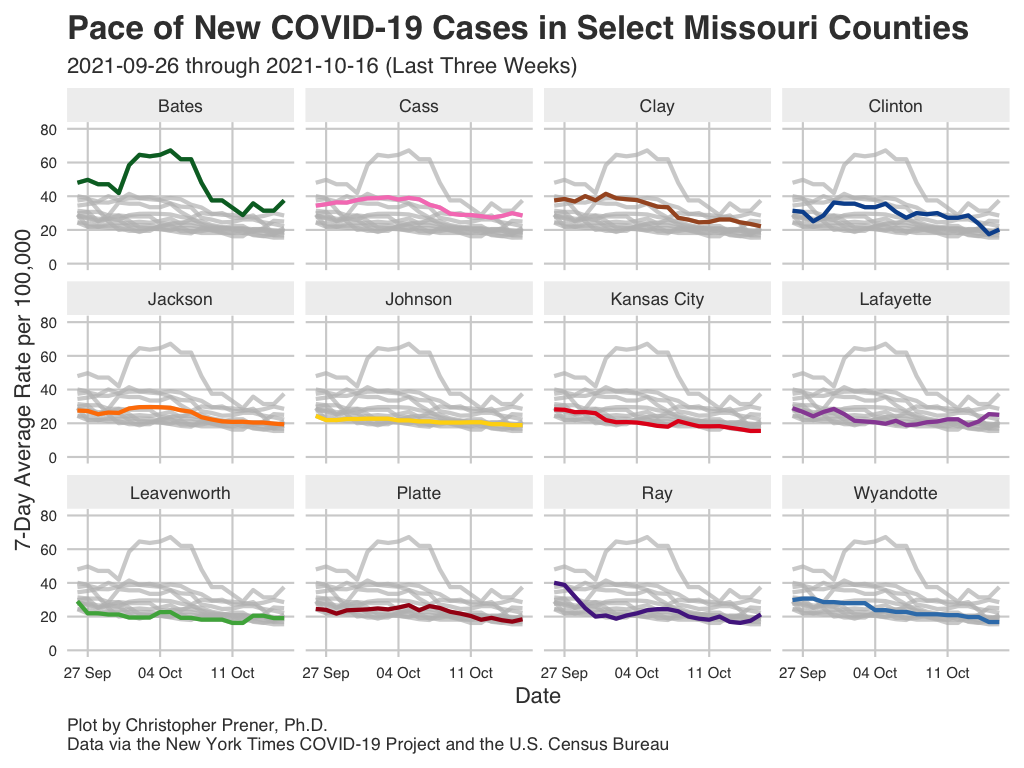 Pace of New COVID-19 Cases in Select Missouri Counties
2021-09-26 through 2021-10-16 (Last Three Weeks)
7-Day Average Rate per 100,000
Bates Cass Clay Clinton
80
60
40
20
0
Jackson Johnson Kansas City Lafayette
80
60
40
20
0
Leavenworth Platte Ray Wyandotte
80
60
40
20
0
27 Sep 04 Oct 11 Oct 27 Sep 04 Oct 11 Oct 27 Sep 04 Oct 11 Oct 27 Sep 04 Oct 11 Oct
Date
Plot by Christopher Prener, Ph.D.
Data via the New York Times COVID-19 Project and the U.S. Census Bureau